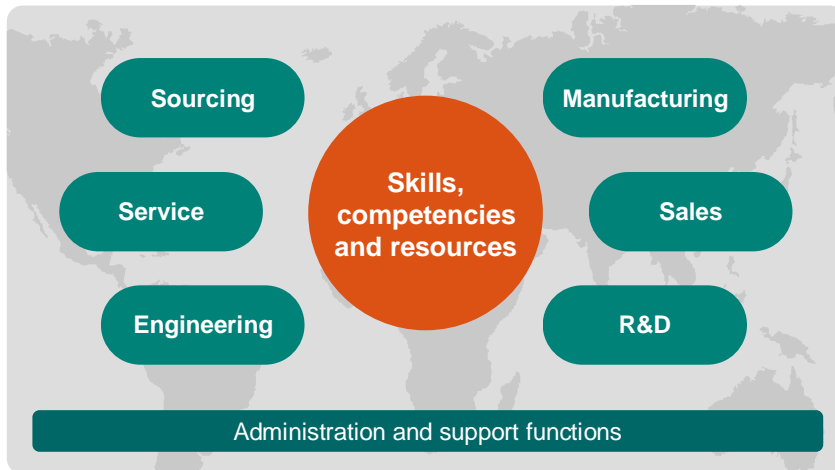 Sourcing
Manufacturing
Skills,
competencies
and resources
Service
Sales
Engineering
R&D
Administration and support functions